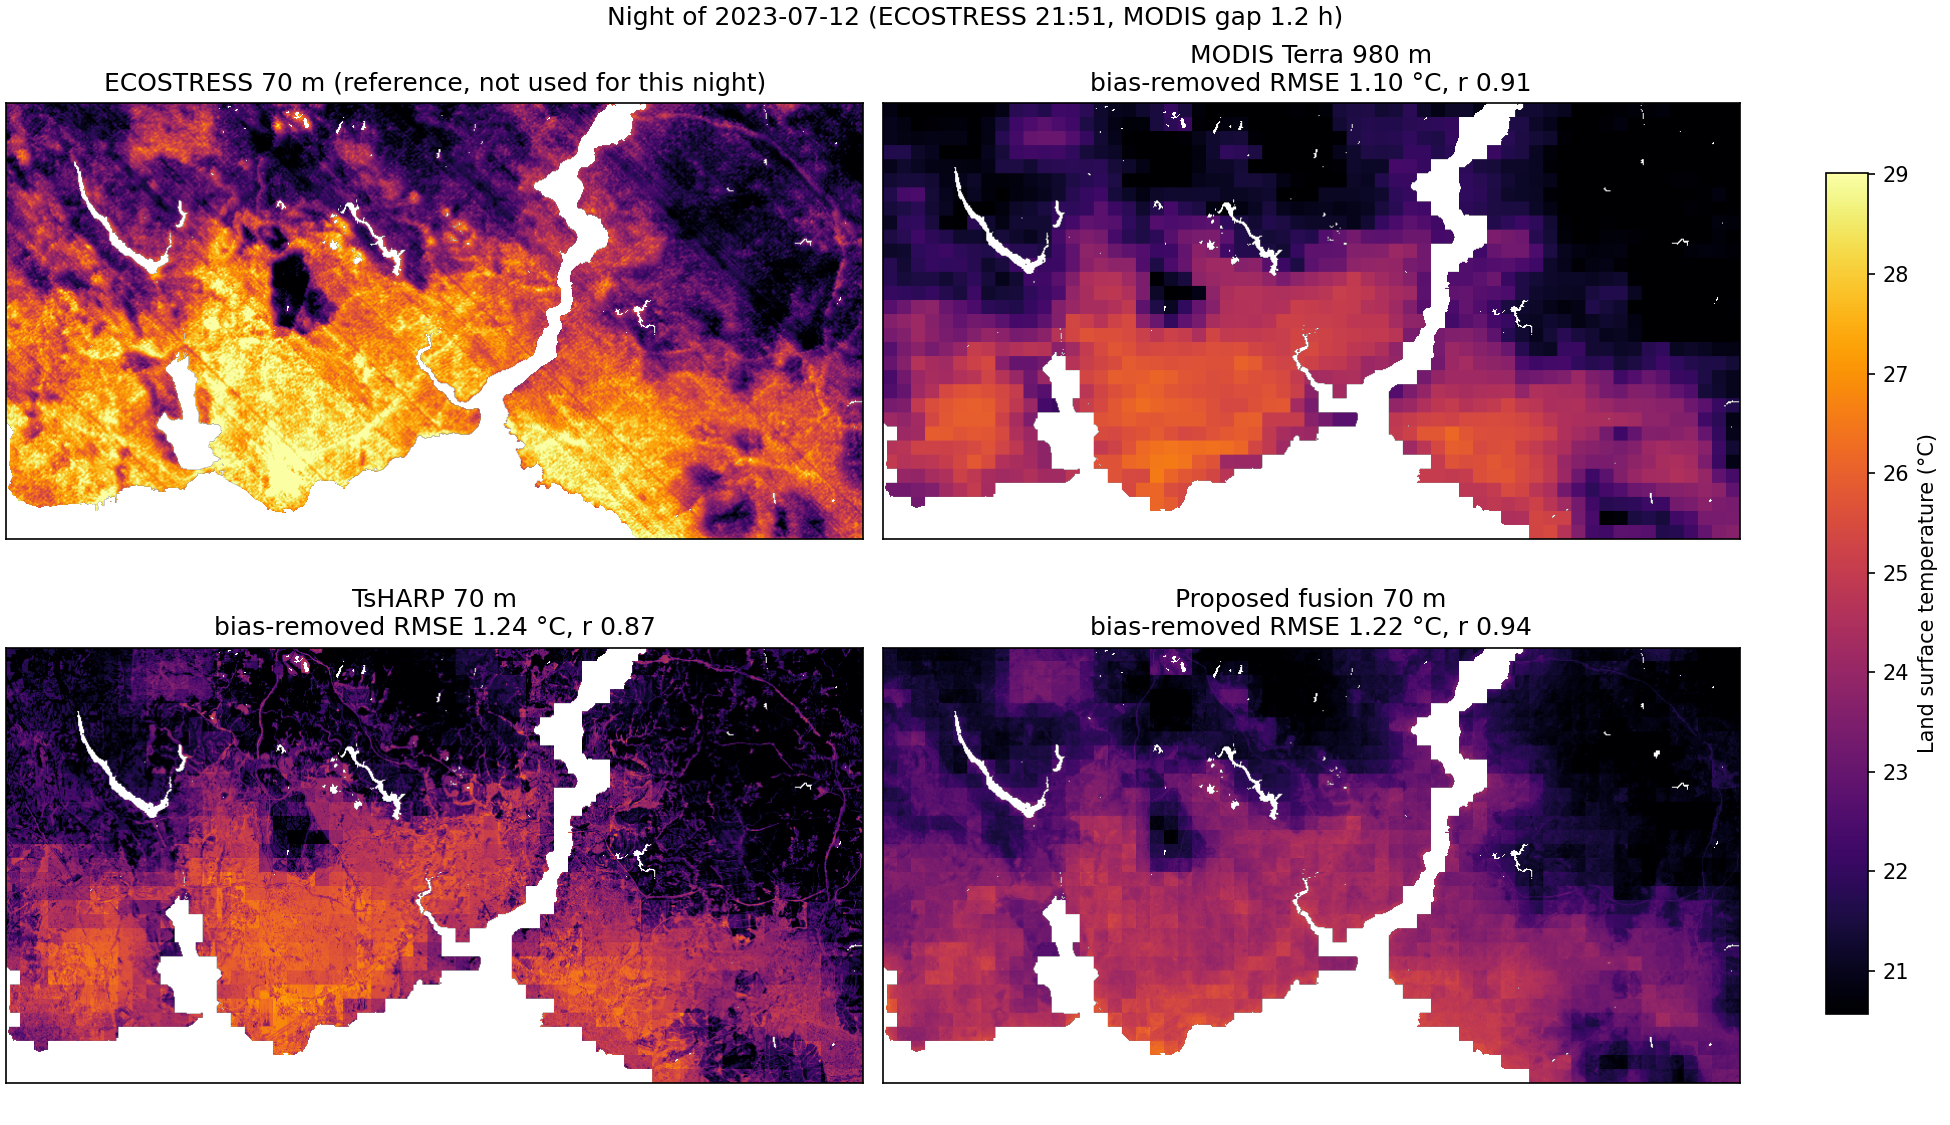 Night of 2023-07-12 (ECOSTRESS 21:51, MODIS gap 1.2 h)
ECOSTRESS 70 m (reference, not used for this night)
MODIS Terra 980 m
bias-removed RMSE 1.10 °C, r 0.91
TsHARP 70 m
bias-removed RMSE 1.24 °C, r 0.87
Proposed fusion 70 m
bias-removed RMSE 1.22 °C, r 0.94
29
28
27
26
25
24
23
22
21
Land surface temperature (°C)